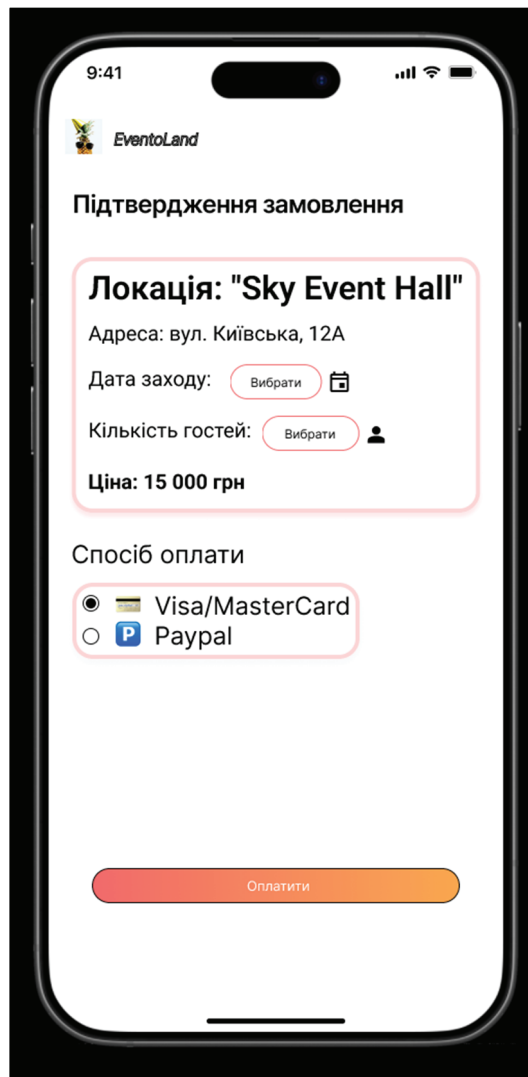 9:41
EventoLand
Підтвердження замовлення
Локація: "Sky Event Hall"
Адреса: вул. Київська, 12А
Дата заходу: Вибрати
Кількість гостей: Вибрати
Ціна: 15 000 грн
Спосіб оплати
Visa/MasterCard
P Paypal
Оплатити